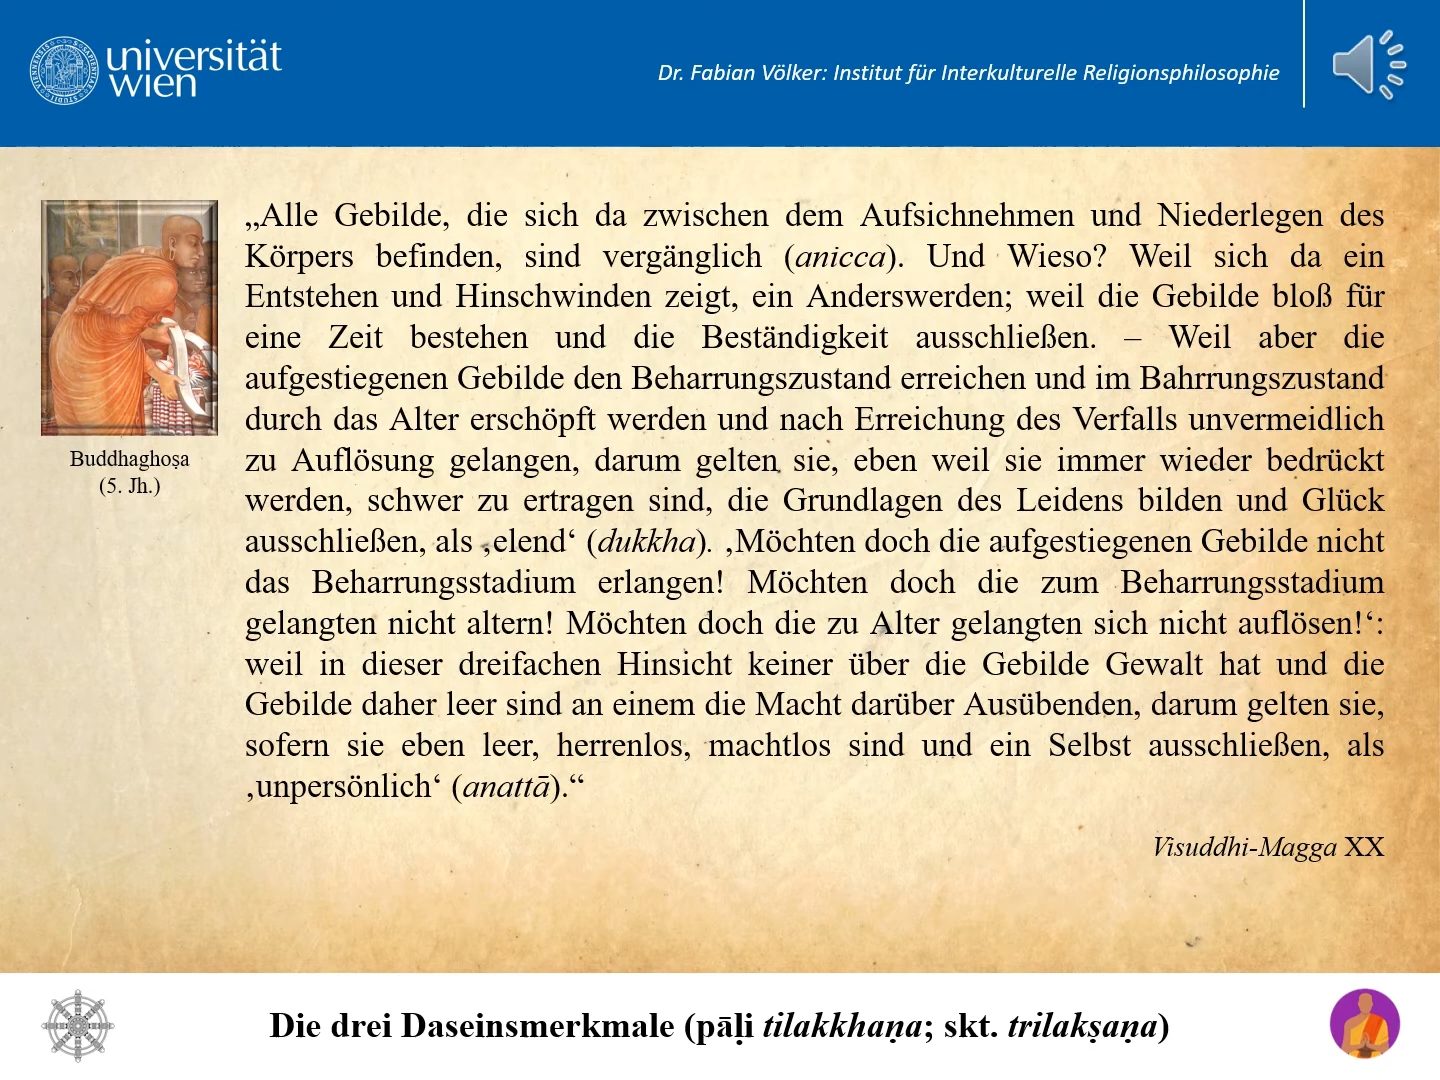 universität
wien
Dr. Fabian Völker: Institut für Interkulturelle Religionsphilosophie
„Alle Gebilde, die sich da zwischen dem Aufsichnehmen und Niederlegen des
Körpers befinden, sind vergänglich (anicca). Und Wieso? Weil sich da ein
Entstehen und Hinschwinden zeigt, ein Anderswerden; weil die Gebilde bloß für
eine Zeit bestehen und die Beständigkeit ausschließen. – Weil aber die
aufgestiegenen Gebilde den Beharrungszustand erreichen und im Bahrrungszustand
durch das Alter erschöpft werden und nach Erreichung des Verfalls unvermeidlich
zu Auflösung gelangen, darum gelten sie, eben weil sie immer wieder bedrückt
werden, schwer zu ertragen sind, die Grundlagen des Leidens bilden und Glück
ausschließen, als ‚elend‘ (dukkha). ‚Möchten doch die aufgestiegenen Gebilde nicht
das Beharrungsstadium erlangen! Möchten doch die zum Beharrungsstadium
gelangten nicht altern! Möchten doch die zu Alter gelangten sich nicht auflösen!‘:
weil in dieser dreifachen Hinsicht keiner über die Gebilde Gewalt hat und die
Gebilde daher leer sind an einem die Macht darüber Ausübenden, darum gelten sie,
sofern sie eben leer, herrenlos, machtlos sind und ein Selbst ausschließen, als
‚unpersönlich‘ (anattā).“
Buddhaghoṣa
(5. Jh.)
Visuddhi-Magga XX
Die drei Daseinsmerkmale (pāḷi tilakkhaṇa; skt. trilakṣaṇa)